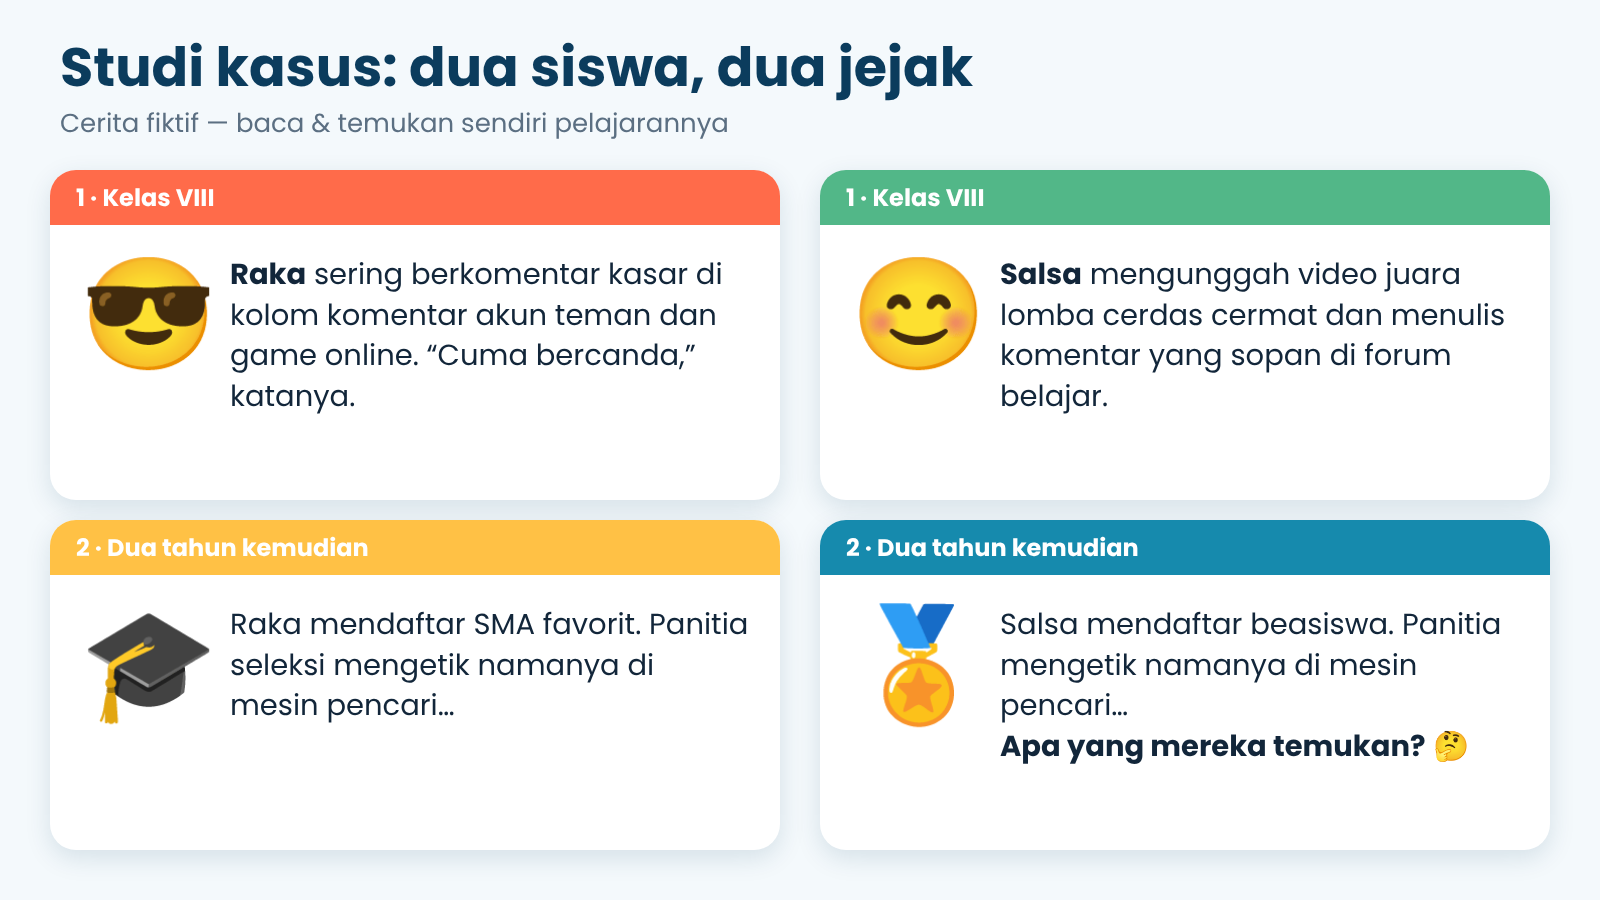 Studi kasus: dua siswa, dua jejak
Cerita fiktif — baca & temukan sendiri pelajarannya
1 · Kelas VIII
Raka sering berkomentar kasar di
kolom komentar akun teman dan
game online. “Cuma bercanda,”
katanya.
1 · Kelas VIII
Salsa mengunggah video juara
lomba cerdas cermat dan menulis
komentar yang sopan di forum
belajar.
2 · Dua tahun kemudian
Raka mendaftar SMA favorit. Panitia
seleksi mengetik namanya di
mesin pencari...
2 · Dua tahun kemudian
Salsa mendaftar beasiswa. Panitia
mengetik namanya di mesin
pencari...
Apa yang mereka temukan? 🤔